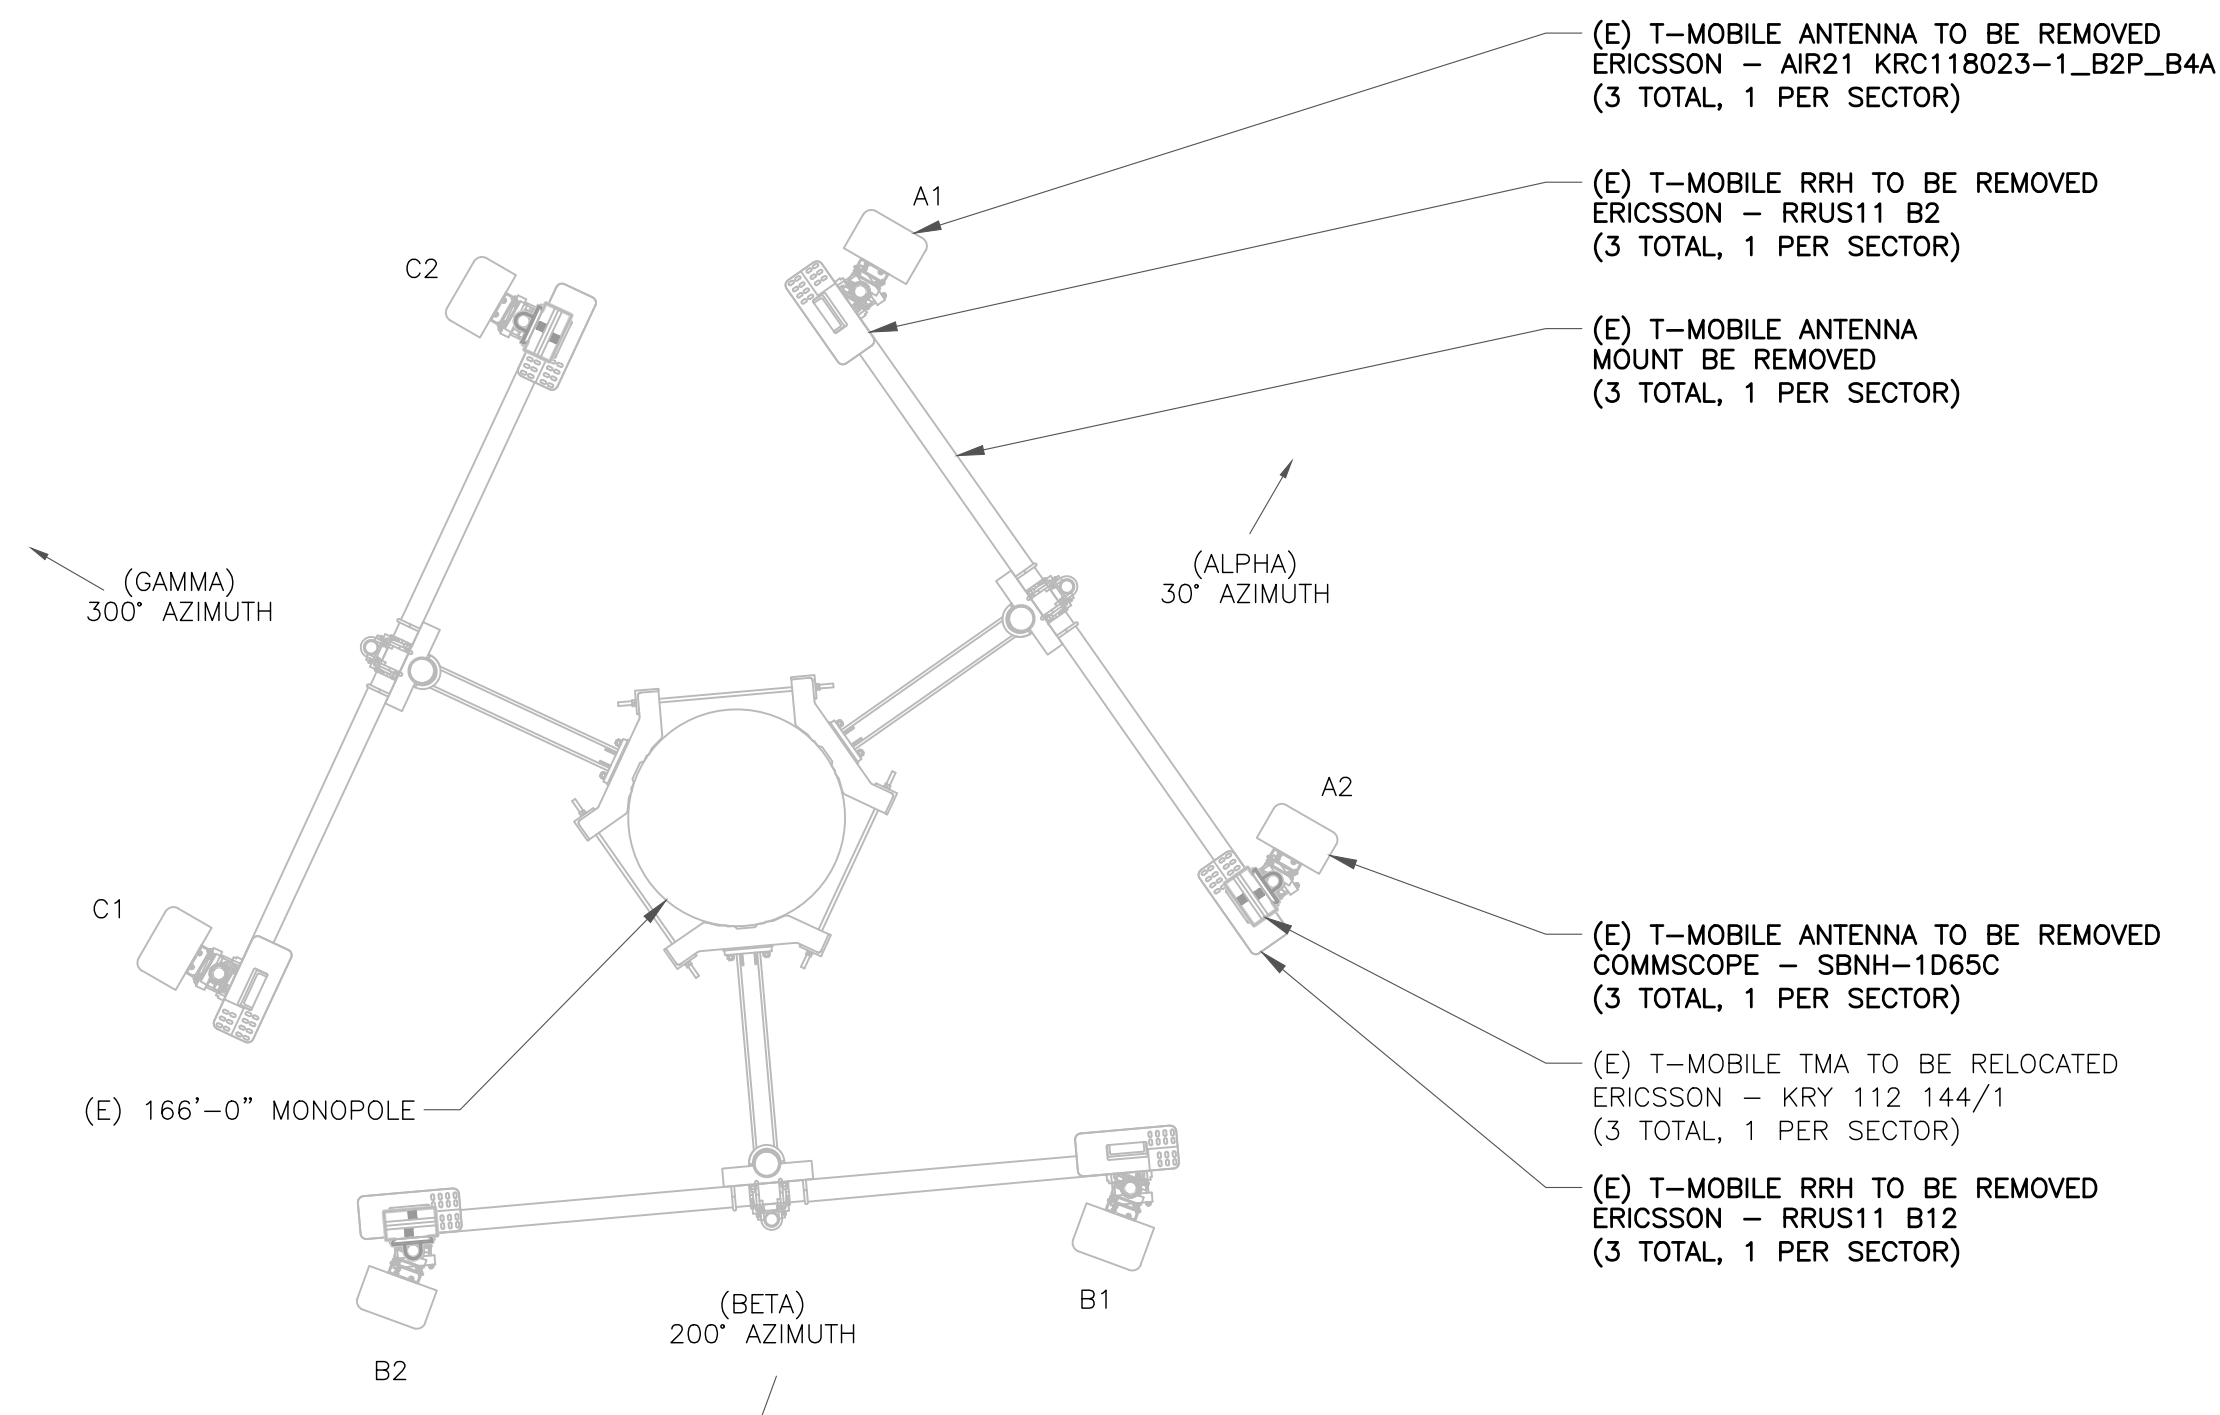 (E) T-MOBILE ANTENNA TO BE REMOVED
ERICSSON - AIR21 KRC118023-1_B2P_B4A
(3 TOTAL, 1 PER SECTOR)
A1
(E) T-MOBILE RRH TO BE REMOVED
ERICSSON - RRUS11 B2
(3 TOTAL, 1 PER SECTOR)
C2
(E) T-MOBILE ANTENNA
MOUNT BE REMOVED
(3 TOTAL, 1 PER SECTOR)
(ALPHA)
30° AZIMUTH
(GAMMA)
300° AZIMUTH
A2
C1
(E) T-MOBILE ANTENNA TO BE REMOVED
COMMSCOPE - SBNH-1D65C
(3 TOTAL, 1 PER SECTOR)
(E) T-MOBILE TMA TO BE RELOCATED
ERICSSON - KRY 112 144/1
(3 TOTAL, 1 PER SECTOR)
(E) 166'-0" MONOPOLE
(E) T-MOBILE RRH TO BE REMOVED
ERICSSON - RRUS11 B12
(3 TOTAL, 1 PER SECTOR)
B1
(BETA)
200° AZIMUTH
B2